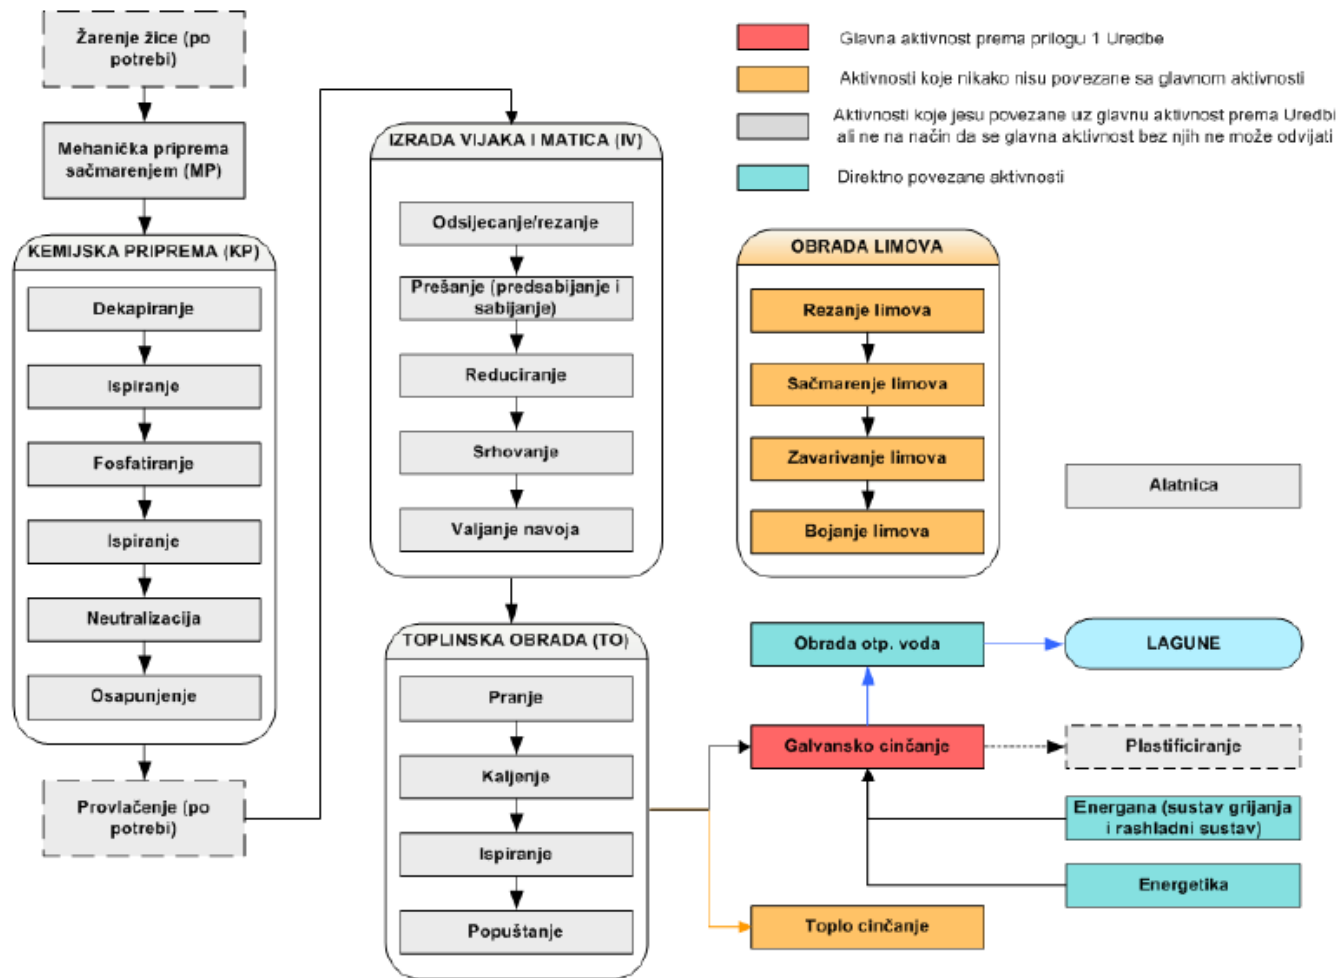 Žarenje žice (po
potrebi)
Mehanička priprema
sačmarenjem (MP)
KEMIJSKA PRIPREMA (KP)
Dekapiranje
Ispiranje
Fosfatiranje
Ispiranje
Neutralizacija
Osapunjenje
Provlačenje (po
potrebi)
IZRADA VIJAKA I MATICA (IV)
Odsijecanje/rezanje
Prešanje (predsabijanje i
sabijanje)
Reduciranje
Srhovanje
Valjanje navoja
TOPLINSKA OBRADA (TO)
Pranje
Kaljenje
Ispiranje
Popuštanje
Glavna aktivnost prema prilogu 1 Uredbe
Aktivnosti koje nikako nisu povezane sa glavnom aktivnosti
Aktivnosti koje jesu povezane uz glavnu aktivnost prema Uredbi
ali ne na način da se glavna aktivnost bez njih ne može odvijati
Direktno povezane aktivnosti
OBRADA LIMOVA
Rezanje limova
Sačmarenje limova
Zavarivanje limova
Bojanje limova
Alatnica
Obrada otp. voda
LAGUNE
Galvansko cinčanje
Plastificiranje
Energana (sustav grijanja
i rashladni sustav)
Energetika
Toplo cinčanje